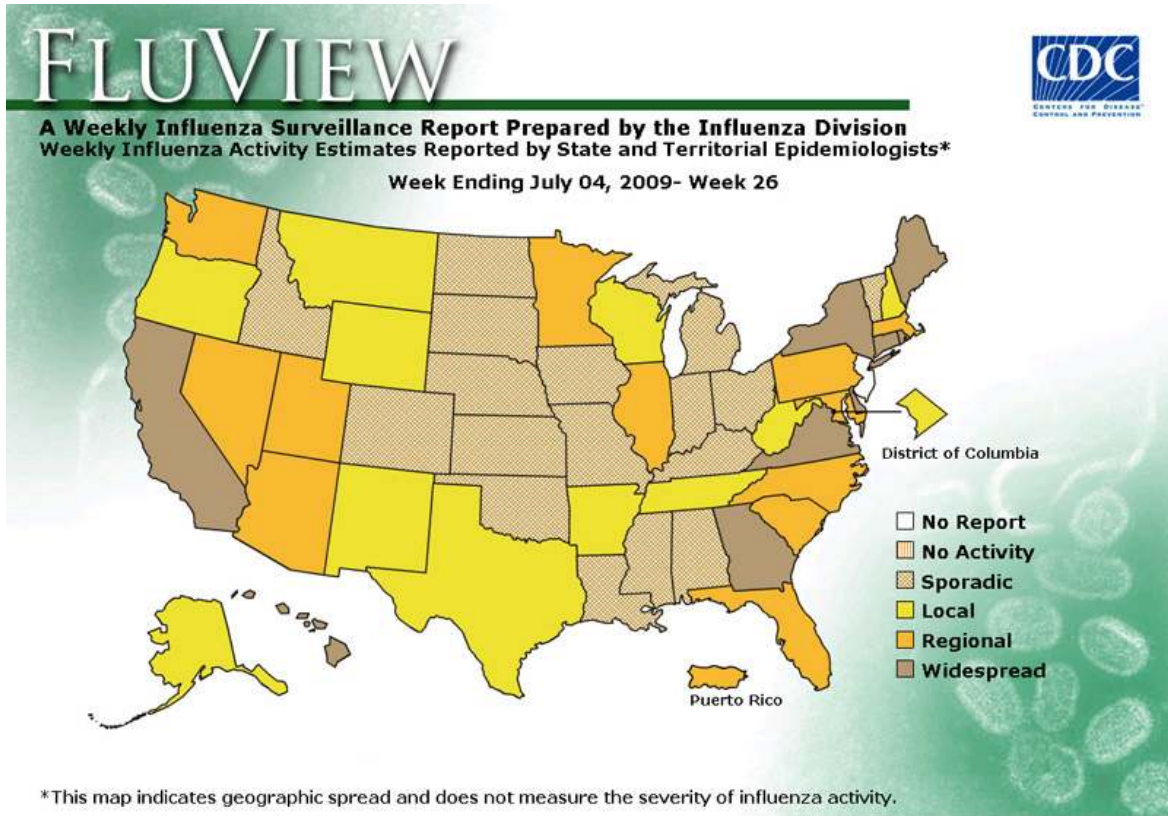 FLUVIEW
CDC
CENTERS FOR DISEASE
CONTROL AND PREVENTION
A Weekly Influenza Surveillance Report Prepared by the Influenza Division
Weekly Influenza Activity Estimates Reported by State and Territorial Epidemiologists*
Week Ending July 04, 2009- Week 26
District of Columbia
No Report
No Activity
Sporadic
Local
Regional
Widespread
Puerto Rico
*This map indicates geographic spread and does not measure the severity of influenza activity.